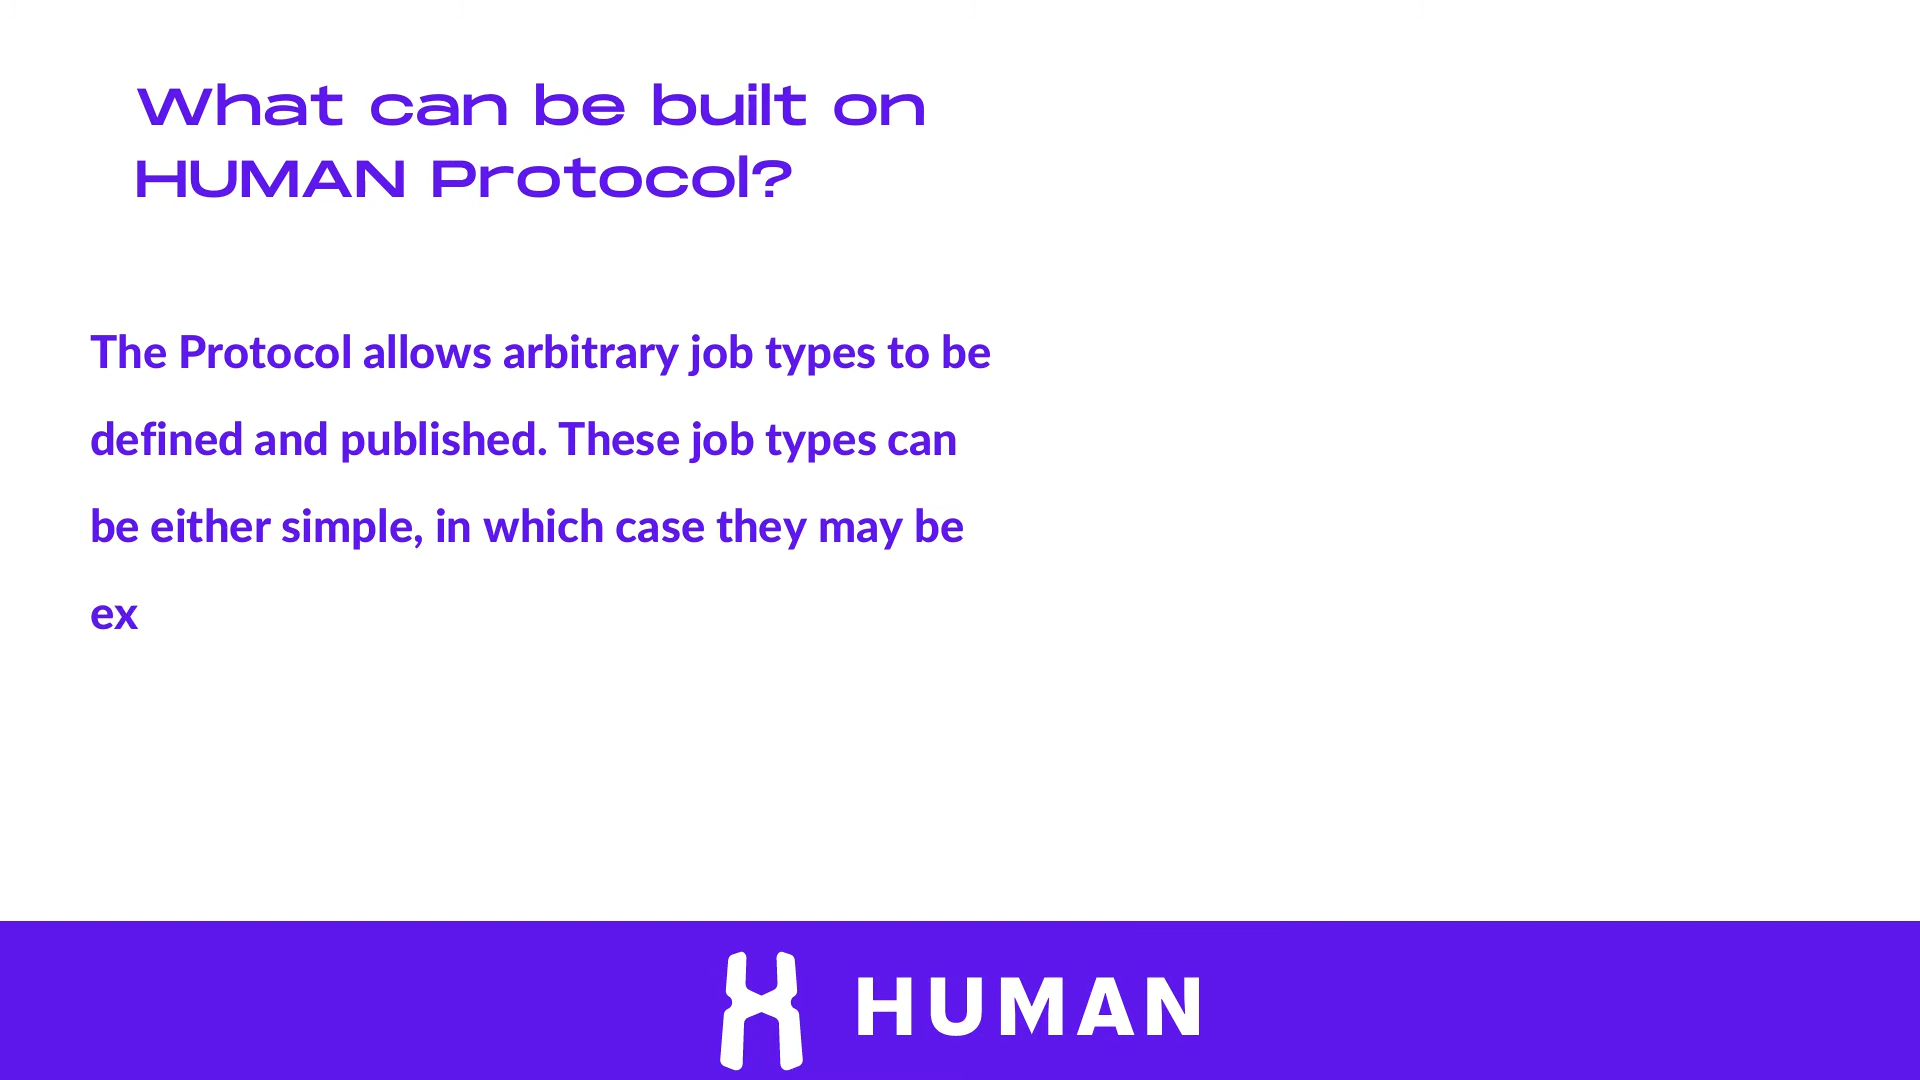 What can be built on
HUMAN Protocol?
The Protocol allows arbitrary job types to be
defined and published. These job types can
be either simple, in which case they may be
ex
HUMAN